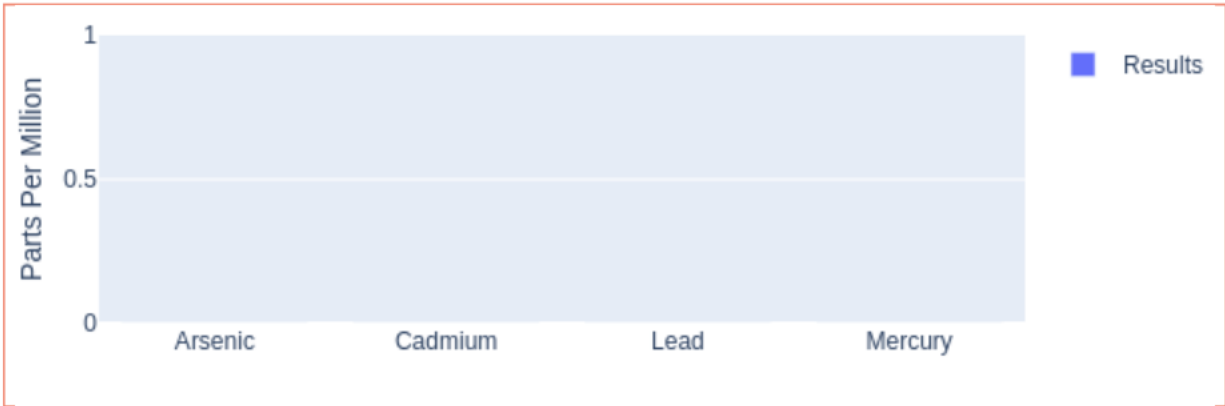 1
Results
Parts Per Million
0.5
0
Arsenic Cadmium Lead Mercury